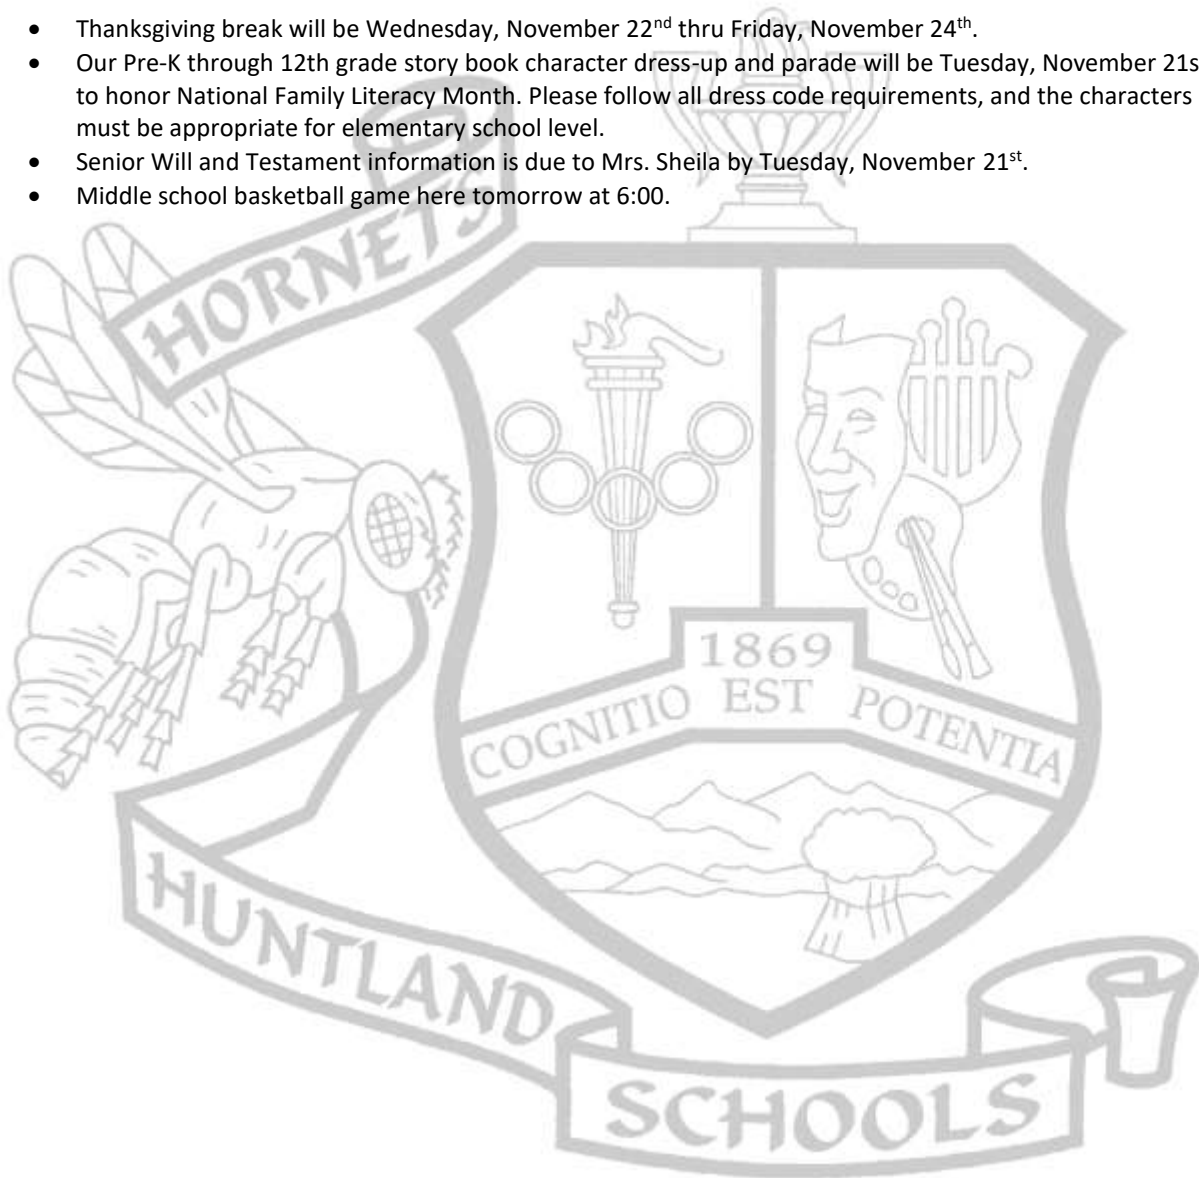 • Thanksgiving break will be Wednesday, November 22nd thru Friday, November 24th.
• Our Pre-K through 12th grade story book character dress-up and parade will be Tuesday, November 21s
to honor National Family Literacy Month. Please follow all dress code requirements, and the characters
must be appropriate for elementary school level.
• Senior Will and Testament information is due to Mrs. Sheila by Tuesday, November 21st.
• Middle school basketball game here tomorrow at 6:00.
HORNETS
1869
COGNITIO EST POTENTIA
HUNTLAND
SCHOOLS